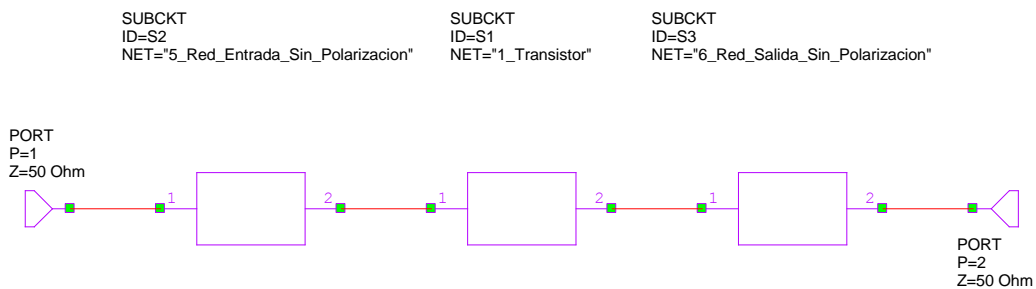 SUBCKT
ID=S2
NET="5_Red_Entrada_Sin_Polarizacion"
SUBCKT
ID=S1
NET="1_Transistor"
SUBCKT
ID=S3
NET="6_Red_Salida_Sin_Polarizacion"
PORT
P=1
Z=50 Ohm
1
2
1
2
1
2
PORT
P=2
Z=50 Ohm